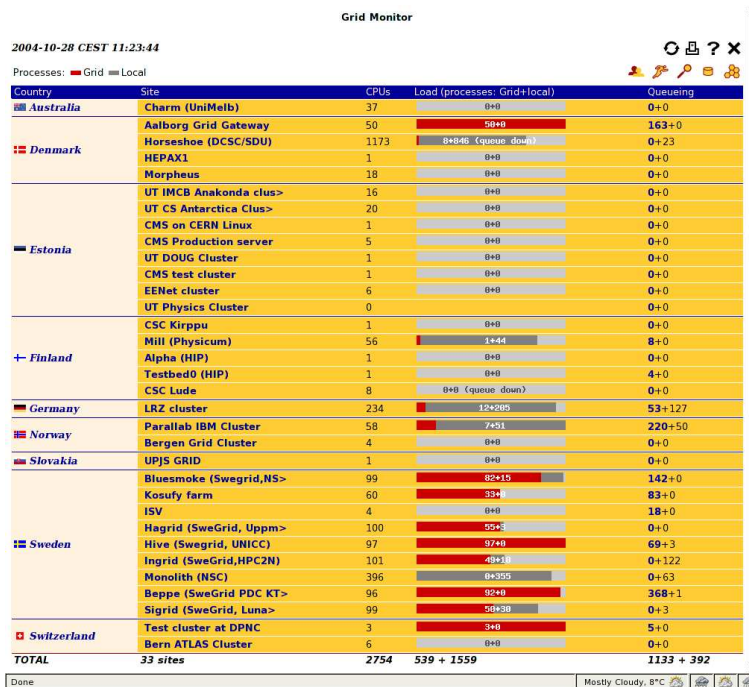 Grid Monitor
2004-10-28 CEST 11:23:44
Processes: Grid Local
Country Site CPUs Load (processes: Grid+local) Queueing
Australia Charm (UniMelb) 37 0+0 0+0
Denmark Aalborg Grid Gateway 50 50+0 163+0
Horseshoe (DCSC/SDU) 1173 8+846 (queue down) 0+23
HEPAX1 1 0+0 0+0
Morpheus 18 0+0 0+0
Estonia UT IMCB Anakonda clus> 16 0+0 0+0
UT CS Antarctica Clus> 20 0+0 0+0
CMS on CERN Linux 1 0+0 0+0
CMS Production server 5 0+0 0+0
UT DOUG Cluster 1 0+0 0+0
CMS test cluster 1 0+0 0+0
EENet cluster 6 0+0 0+0
UT Physics Cluster 0 0+0
Finland CSC Kirppu 1 0+0 0+0
Mill (Physicum) 56 1+44 8+0
Alpha (HIP) 1 0+0 0+0
Testbed0 (HIP) 1 0+0 4+0
CSC Lude 8 0+0 (queue down) 0+0
Germany LRZ cluster 234 12+205 53+127
Norway Parallab IBM Cluster 58 7+51 220+50
Bergen Grid Cluster 4 0+0 0+0
Slovakia UPJS GRID 1 0+0 0+0
Sweden Bluesmoke (Swegrid,NS> 99 82+15 142+0
Kosufy farm 60 33+0 83+0
ISV 4 0+0 18+0
Hagrid (SweGrid, Uppm> 100 55+3 0+0
Hive (Swegrid, UNICC) 97 97+0 69+3
Ingrid (SweGrid,HPC2N) 101 49+18 0+122
Monolith (NSC) 396 0+355 0+63
Beppe (SweGrid PDC KT> 96 92+0 368+1
Sigrid (SweGrid, Luna> 99 50+30 0+3
Switzerland Test cluster at DPNC 3 3+0 5+0
Bern ATLAS Cluster 6 0+0 0+0
TOTAL 33 sites 2754 539 + 1559 1133 + 392
Done Mostly Cloudy, 8°C